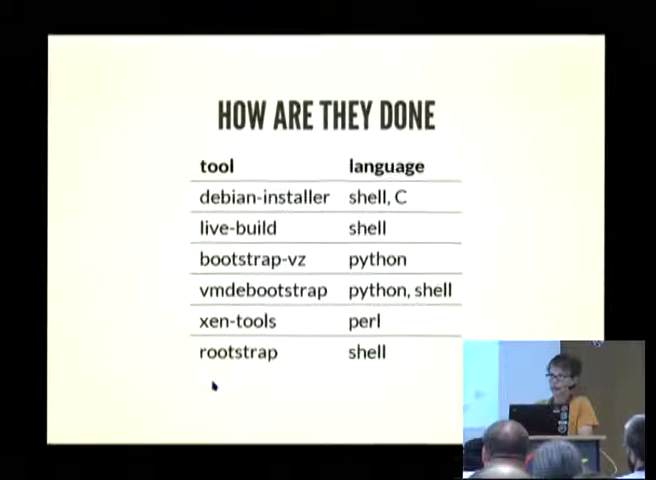 HOW ARE THEY DONE
tool language
debian-installer shell, C
live-build shell
bootstrap-vz python
vmdebootstrap python, shell
xen-tools perl
rootstrap shell